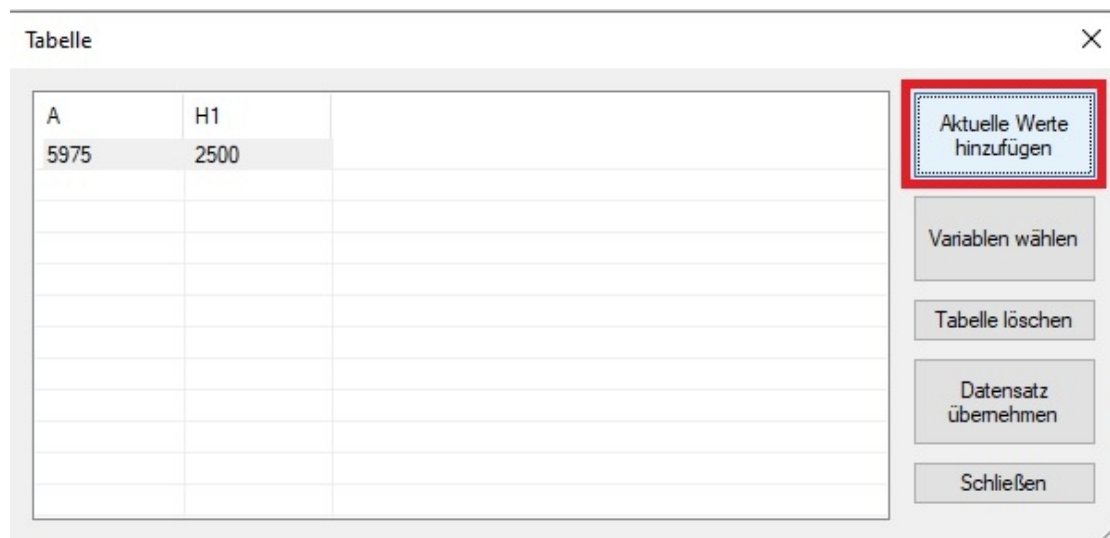 Tabelle
A H1
5975 2500
Aktuelle Werte
hinzufügen
Variablen wählen
Tabelle löschen
Datensatz
übernehmen
Schließen